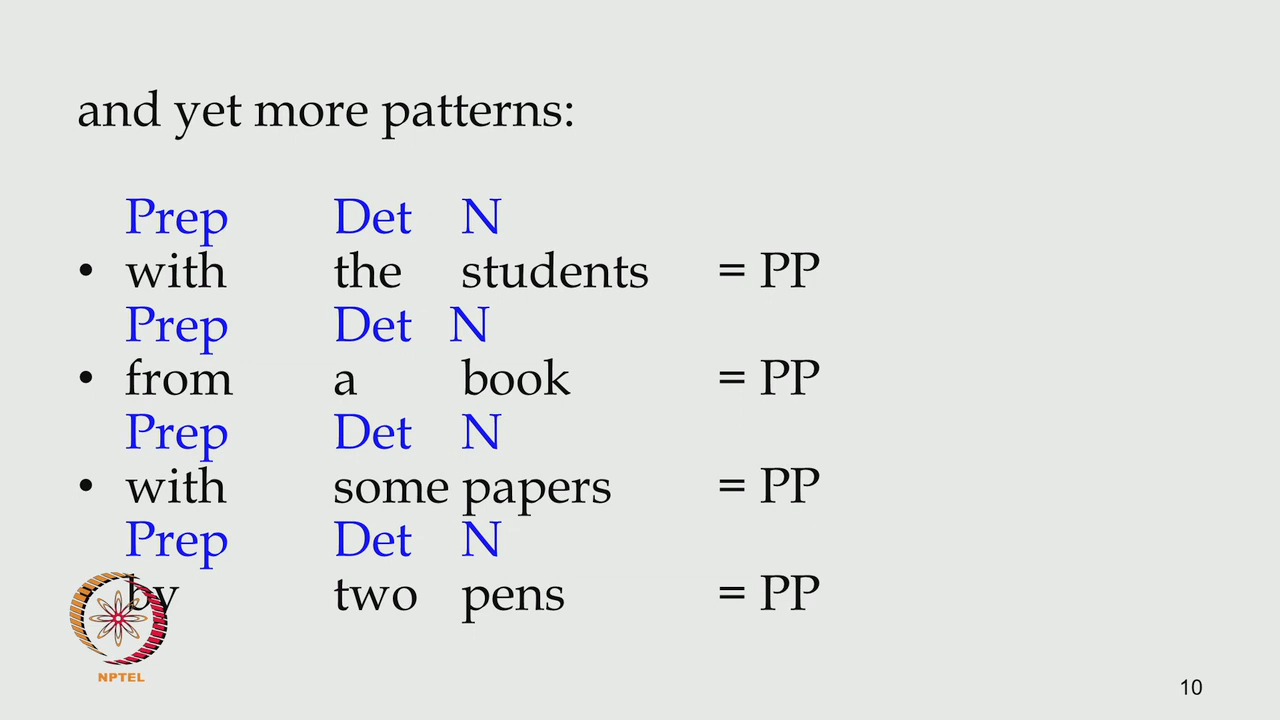 and yet more patterns:
Prep Det N
• with the students = PP
Prep Det N
• from a book = PP
Prep Det N
• with some papers = PP
Prep Det N
by two pens = PP
NPTEL
10